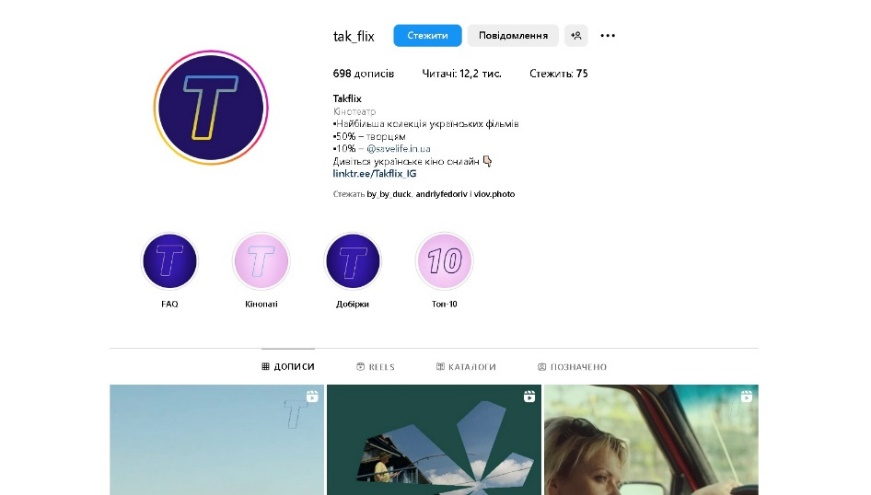 tak_flix Стежити Повідомлення
698 дописів Читачі: 12,2 тис. Стежить: 75
Takflix
Кінотеатр
▪Найбільша колекція українських фільмів
▪50% – творцям
▪10% – @savelife.in.ua
Дивіться українське кіно онлайн 👇🏻
linktr.ee/Takflix_IG
Стежать by_by_duck, andriyfedoriv і viov.photo
T
T T T 10
FAQ Кінопаті Добірки Топ-10
ДОПИСИ REELS КАТАЛОГИ ПОЗНАЧЕНО
T